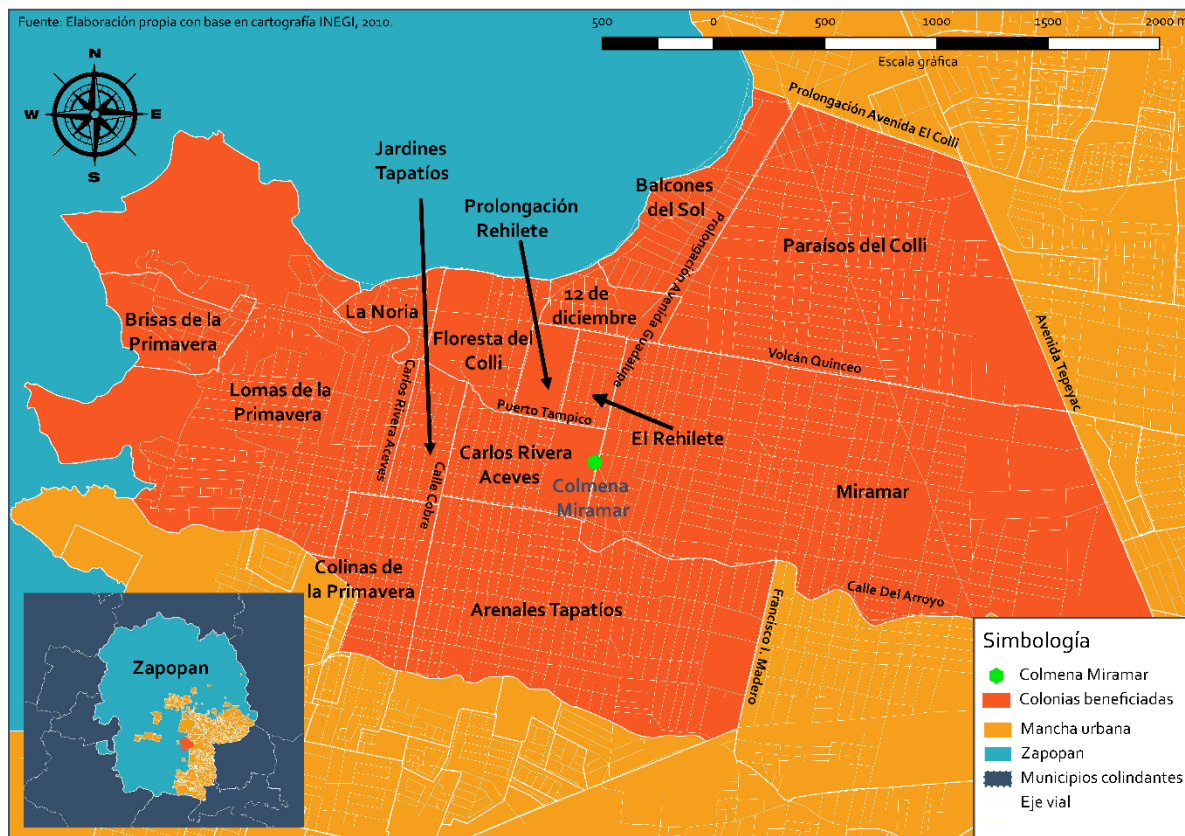 Fuente: Elaboración propia con base en cartografía INEGI, 2010.
500 0 500 1000 1500 2000 m
Escala gráfica
N
W E
S
Prolongación Avenida El Colli
Jardines
Tapatíos
Prolongación
Rehilete
Balcones
del Sol
Prolongación Avenida Guadalupe
Paraísos del Colli
La Noria
12 de
diciembre
Brisas de la
Primavera
Floresta del
Colli
Volcán Quinceo
Avenida Tepeyac
Lomas de la
Primavera
Carlos Rivera Aceves
Puerto Tampico
El Rehilete
Carlos Rivera
Aceves
Calle Cobre
Colmena
Miramar
Miramar
Colinas de
la Primavera
Arenales Tapatíos
Calle Del Arroyo
Francisco I. Madero
Zapopan
Simbología
Colmena Miramar
Colonias beneficiadas
Mancha urbana
Zapopan
Municipios colindantes
Eje vial